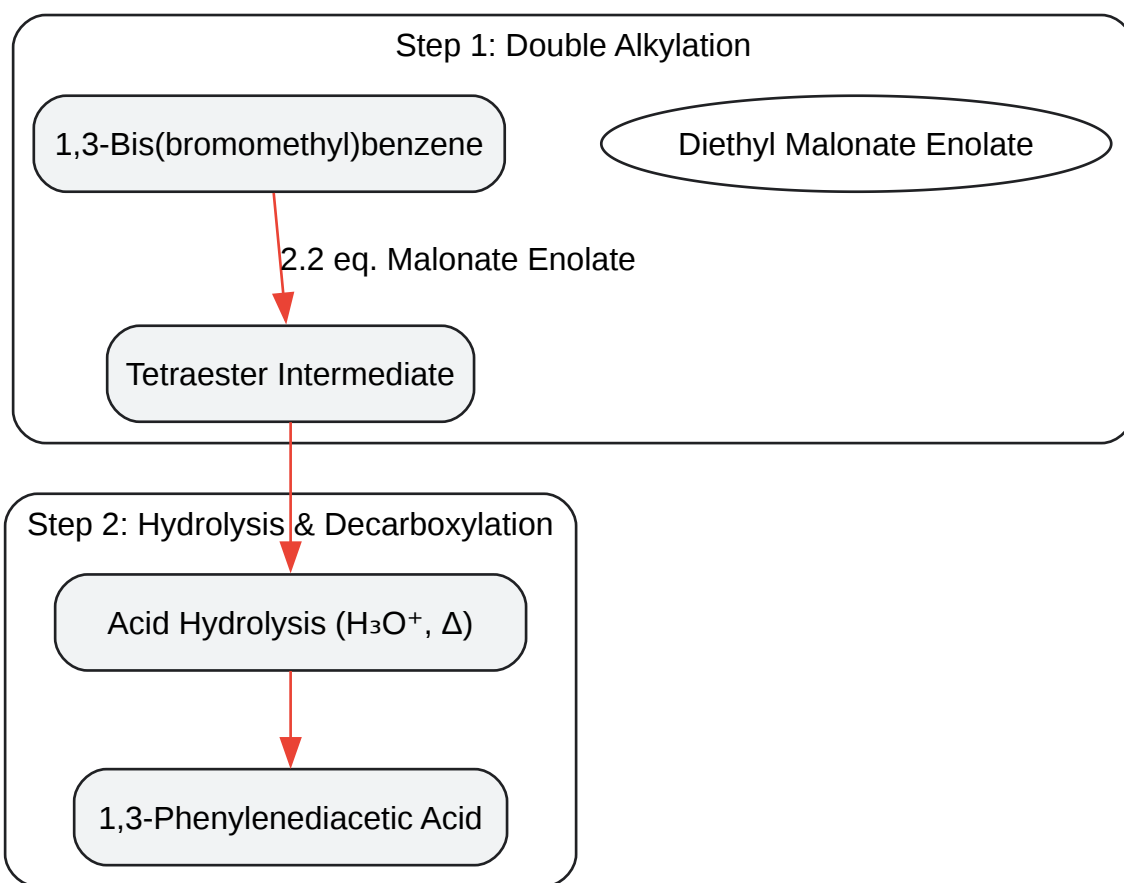 Step 1: Double Alkylation
1,3-Bis(bromomethyl)benzene
Diethyl Malonate Enolate
2.2 eq. Malonate Enolate
Tetraester Intermediate
Step 2: Hydrolysis & Decarboxylation
Acid Hydrolysis (H₃O⁺, Δ)
1,3-Phenylenediacetic Acid